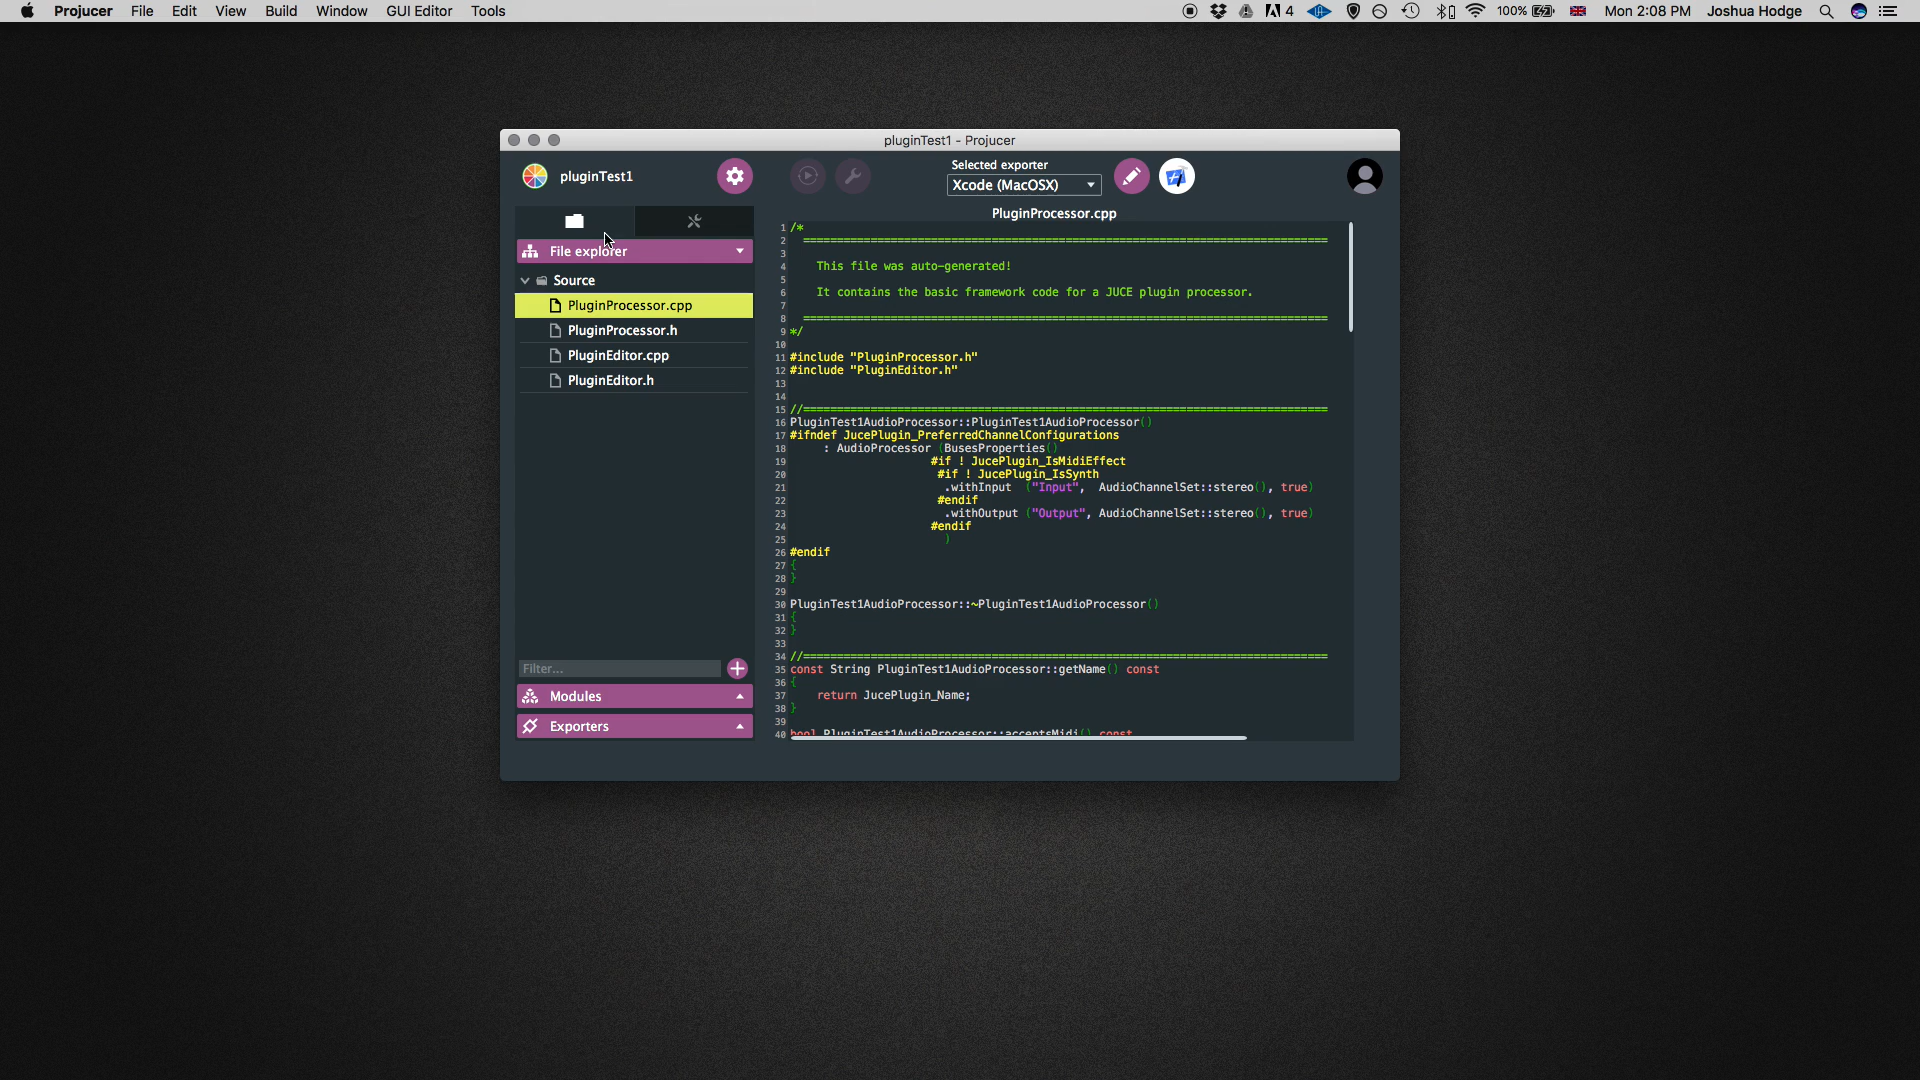 Projucer File Edit View Build Window GUI Editor Tools 4 100% Mon 2:08 PM Joshua Hodge
pluginTest1 - Projucer
pluginTest1
Selected exporter
Xcode (MacOSX)
File explorer
Source
PluginProcessor.cpp
PluginProcessor.h
PluginEditor.cpp
PluginEditor.h
Filter...
Modules
Exporters
PluginProcessor.cpp
1 /*
2 ==============================================================================
3
4 This file was auto-generated!
5
6 It contains the basic framework code for a JUCE plugin processor.
7
8 ==============================================================================
9 */
10
11 #include "PluginProcessor.h"
12 #include "PluginEditor.h"
13
14
15 //==============================================================================
16 PluginTest1AudioProcessor::PluginTest1AudioProcessor()
17 #ifndef JucePlugin_PreferredChannelConfigurations
18 : AudioProcessor (BusesProperties()
19 #if ! JucePlugin_IsMidiEffect
20 #if ! JucePlugin_IsSynth
21 .withInput ("Input", AudioChannelSet::stereo(), true)
22 #endif
23 .withOutput ("Output", AudioChannelSet::stereo(), true)
24 #endif
25 )
26 #endif
27 {
28 }
29
30 PluginTest1AudioProcessor::~PluginTest1AudioProcessor()
31 {
32 }
33
34 //==============================================================================
35 const String PluginTest1AudioProcessor::getName() const
36 {
37 return JucePlugin_Name;
38 }
39
40 bool PluginTest1AudioProcessor::acceptsMidi() const